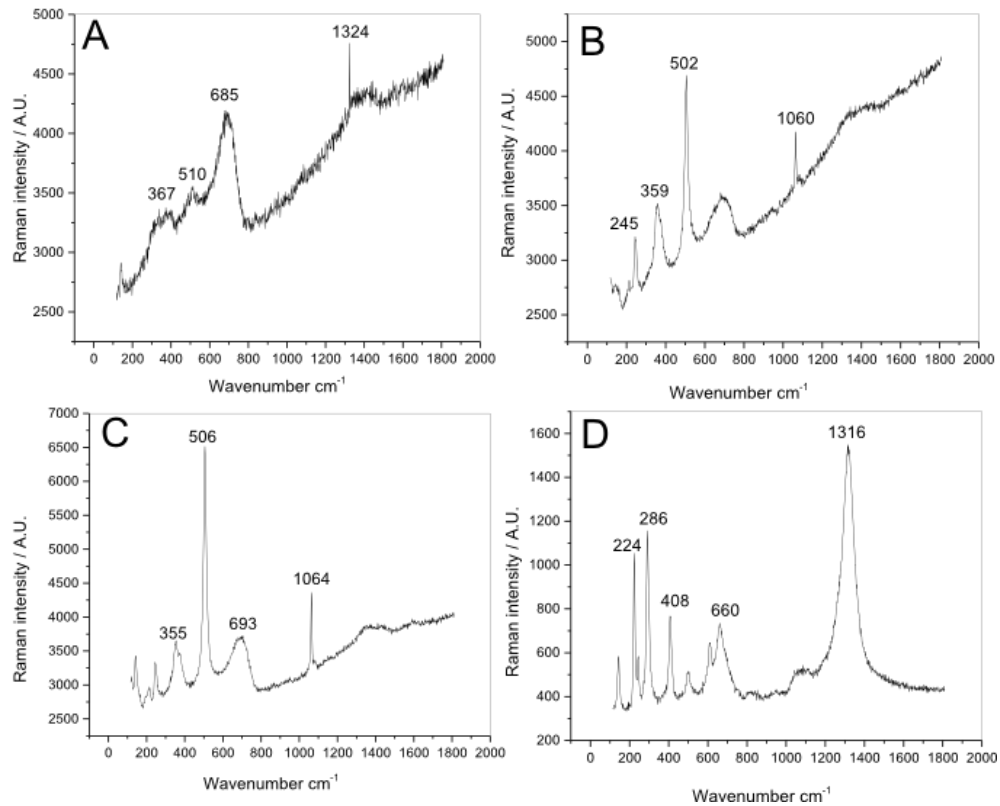 A
5000
4500
4000
3500
3000
2500
1324
685
510
367
0 200 400 600 800 1000 1200 1400 1600 1800 2000
Raman intensity / A.U.
Wavenumber cm⁻¹
B
5000
4500
4000
3500
3000
2500
502
1060
359
245
0 200 400 600 800 1000 1200 1400 1600 1800 2000
Raman intensity / A.U.
Wavenumber cm⁻¹
C
7000
6500
6000
5500
5000
4500
4000
3500
3000
2500
506
1064
355
693
0 200 400 600 800 1000 1200 1400 1600 1800 2000
Raman intensity / A.U.
Wavenumber cm⁻¹
D
1600
1400
1200
1000
800
600
400
200
1316
286
224
408
660
0 200 400 600 800 1000 1200 1400 1600 1800 2000
Raman intensity / A.U.
Wavenumber cm⁻¹